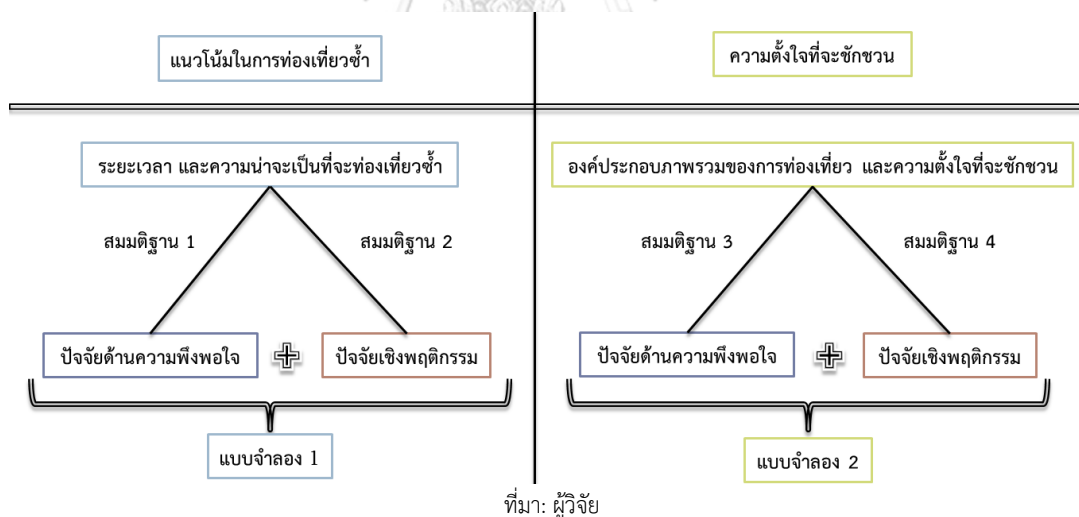 แนวโน้มในการท่องเที่ยวซ้ำ
ความตั้งใจที่จะชักชวน
ระยะเวลา และความน่าจะเป็นที่จะท่องเที่ยวซ้ำ
องค์ประกอบภาพรวมของการท่องเที่ยว และความตั้งใจที่จะชักชวน
สมมติฐาน 1
สมมติฐาน 2
สมมติฐาน 3
สมมติฐาน 4
ปัจจัยด้านความพึงพอใจ
ปัจจัยเชิงพฤติกรรม
ปัจจัยด้านความพึงพอใจ
ปัจจัยเชิงพฤติกรรม
แบบจำลอง 1
แบบจำลอง 2
ที่มา: ผู้วิจัย